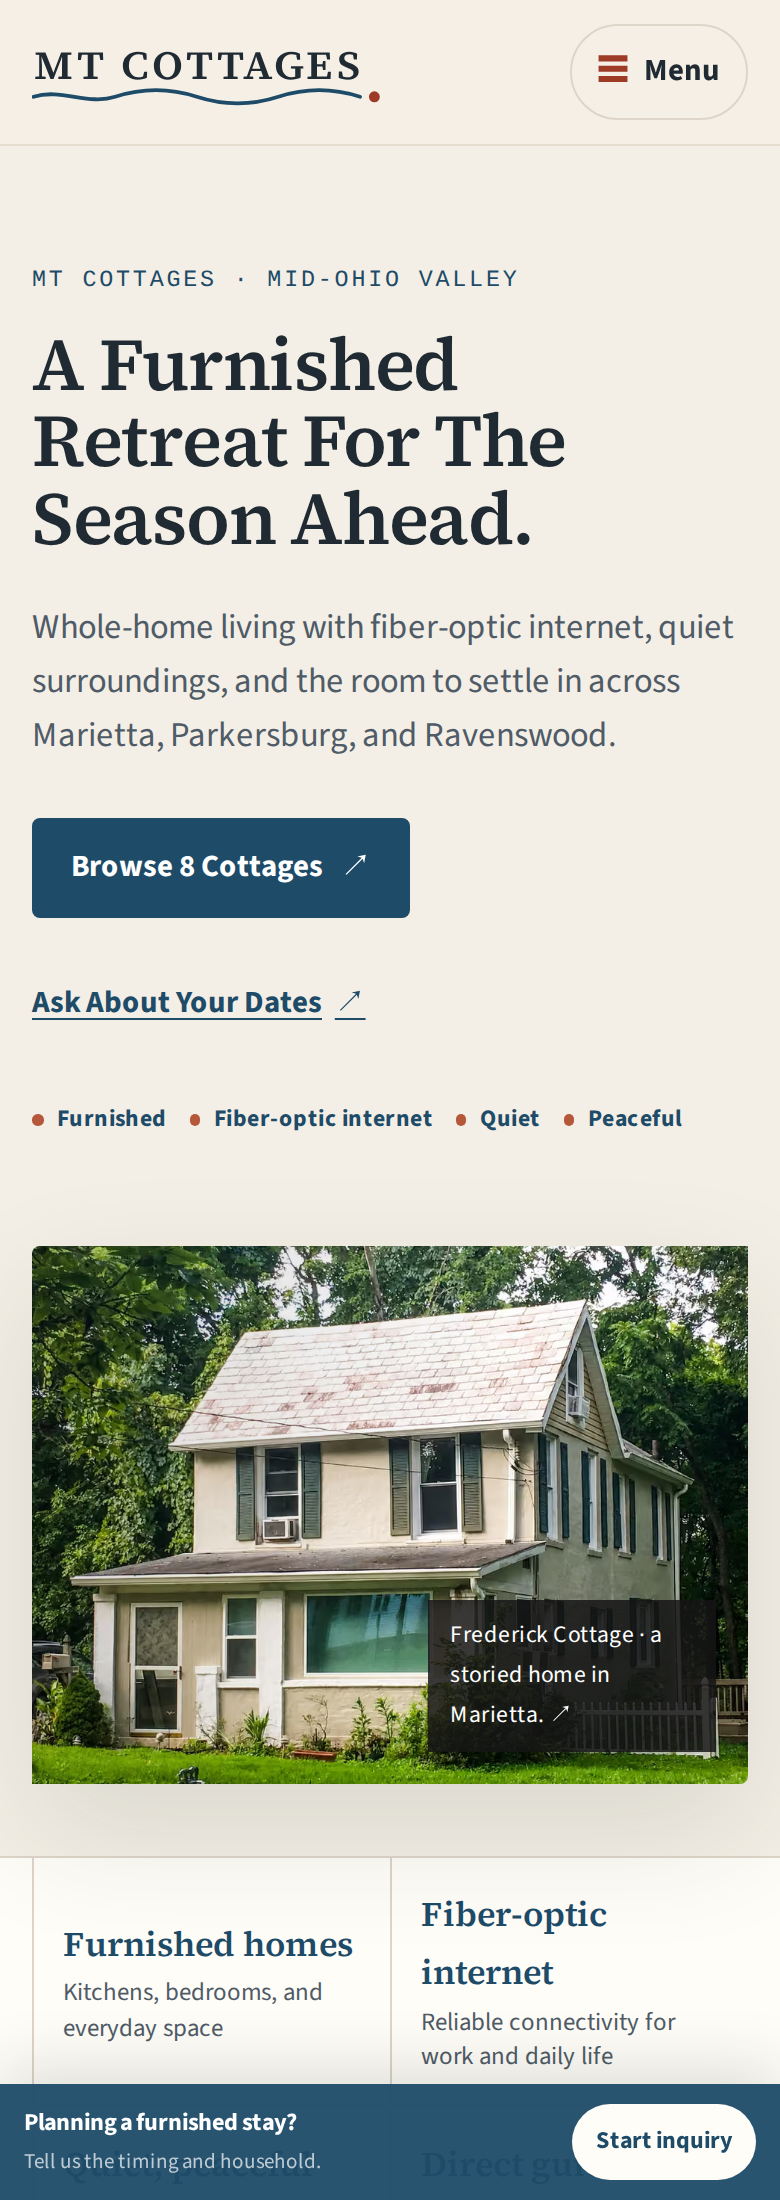 MT COTTAGES
Menu
MT COTTAGES · MID-OHIO VALLEY
A Furnished
Retreat For The
Season Ahead.
Whole-home living with fiber-optic internet, quiet
surroundings, and the room to settle in across
Marietta, Parkersburg, and Ravenswood.
Browse 8 Cottages ↗
Ask About Your Dates ↗
Furnished Fiber-optic internet Quiet Peaceful
Frederick Cottage · a
storied home in
Marietta. ↗
Furnished homes
Kitchens, bedrooms, and
everyday space
Fiber-optic
internet
Reliable connectivity for
work and daily life
Planning a furnished stay?
Tell us the timing and household.
Start inquiry
Quiet, peaceful
Direct